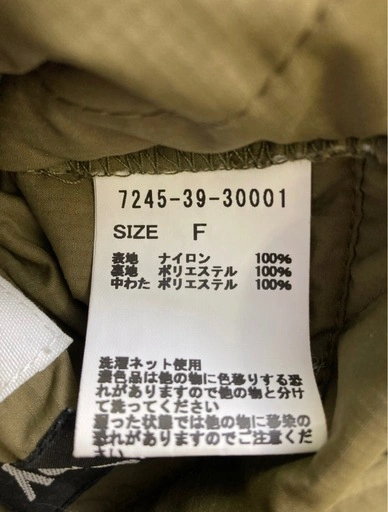 7245-39-30001
SIZE F
表地 ナイロン 100%
裏地 ポリエステル 100%
中わた ポリエステル 100%
洗濯ネット使用
濃色品は他の物に色移りする恐
れがありますので他の物と分け
て洗ってください
湿った状態では他の物に移染の
恐れがありますのでご注意くだ
さい。